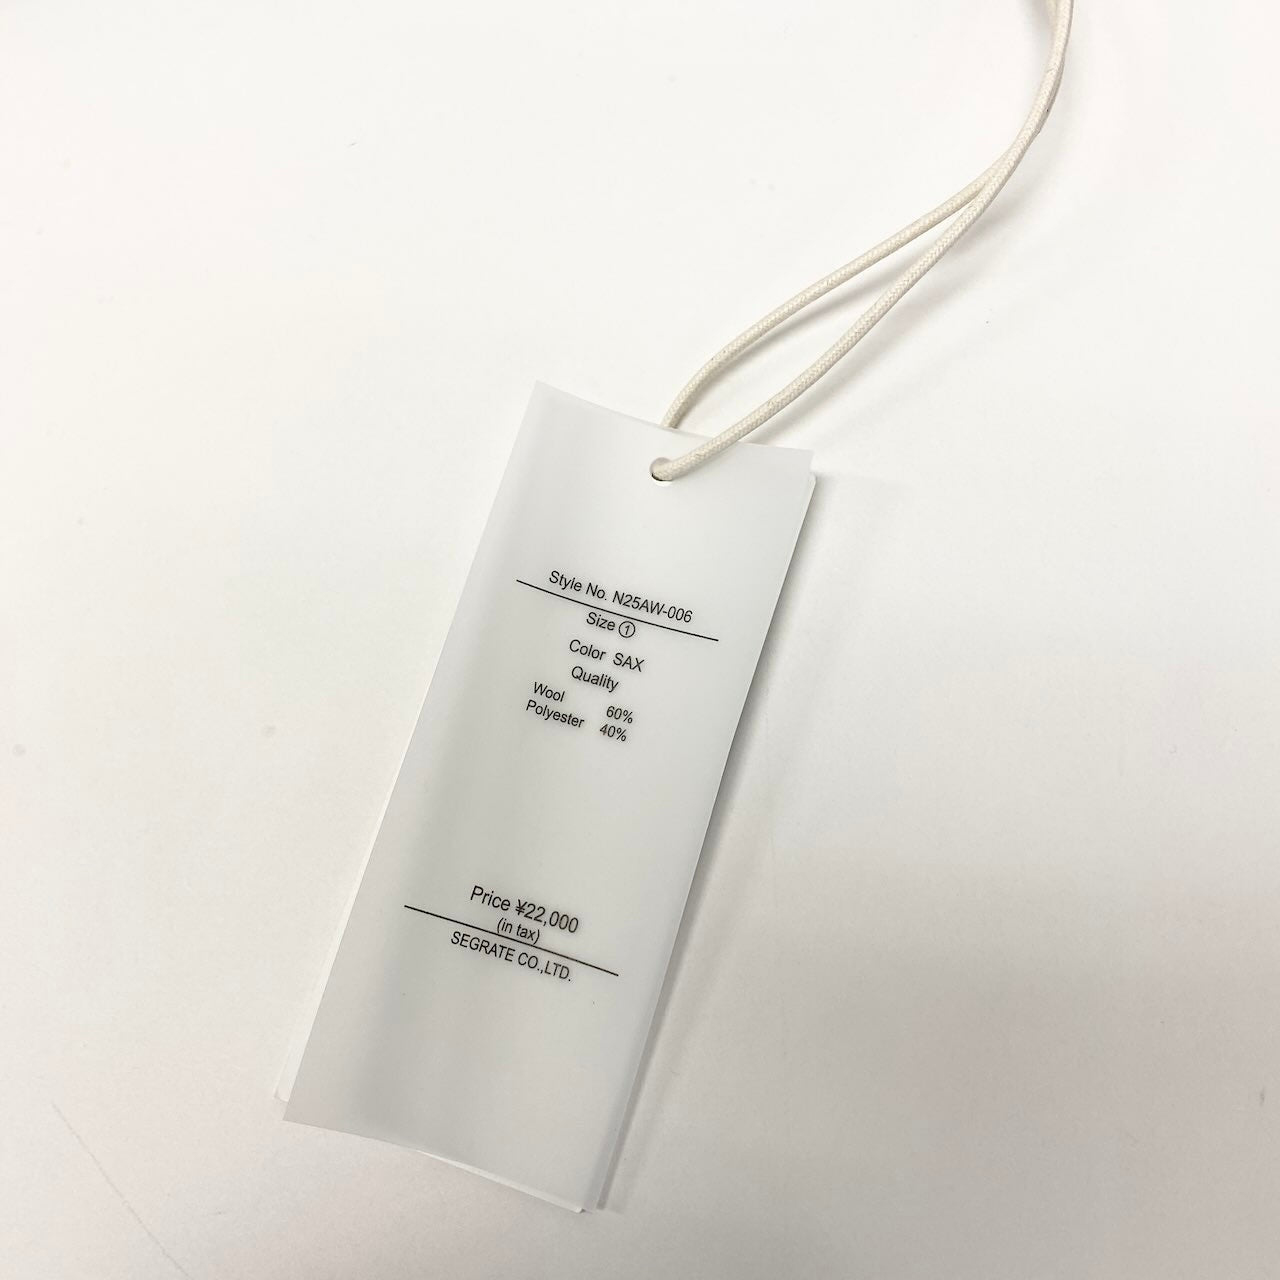 Style No. N25AW-006
Size ①
Color SAX
Quality
Wool 60%
Polyester 40%
Price ¥22,000
(in tax)
SEGRATE CO.,LTD.